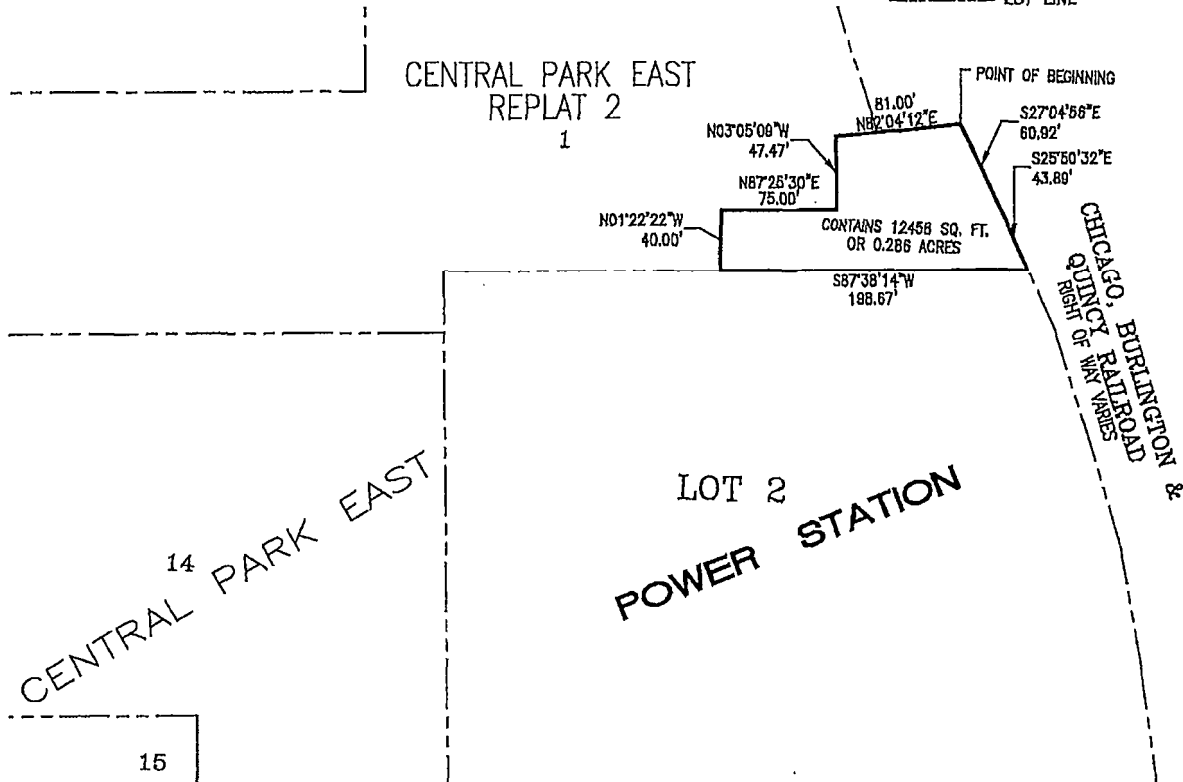 LOT LINE
CENTRAL PARK EAST
REPLAT 2
1
POINT OF BEGINNING
81.00'
N82°04'12"E
S27°04'56"E
60.92'
N03°05'09"W
47.47'
S25°50'32"E
43.89'
N87°25'30"E
75.00'
N01°22'22"W
40.00'
CONTAINS 12458 SQ. FT.
OR 0.286 ACRES
S87°38'14"W
198.67'
CHICAGO, BURLINGTON &
QUINCY RAILROAD
RIGHT OF WAY VARIES
LOT 2
POWER STATION
14
CENTRAL PARK EAST
15